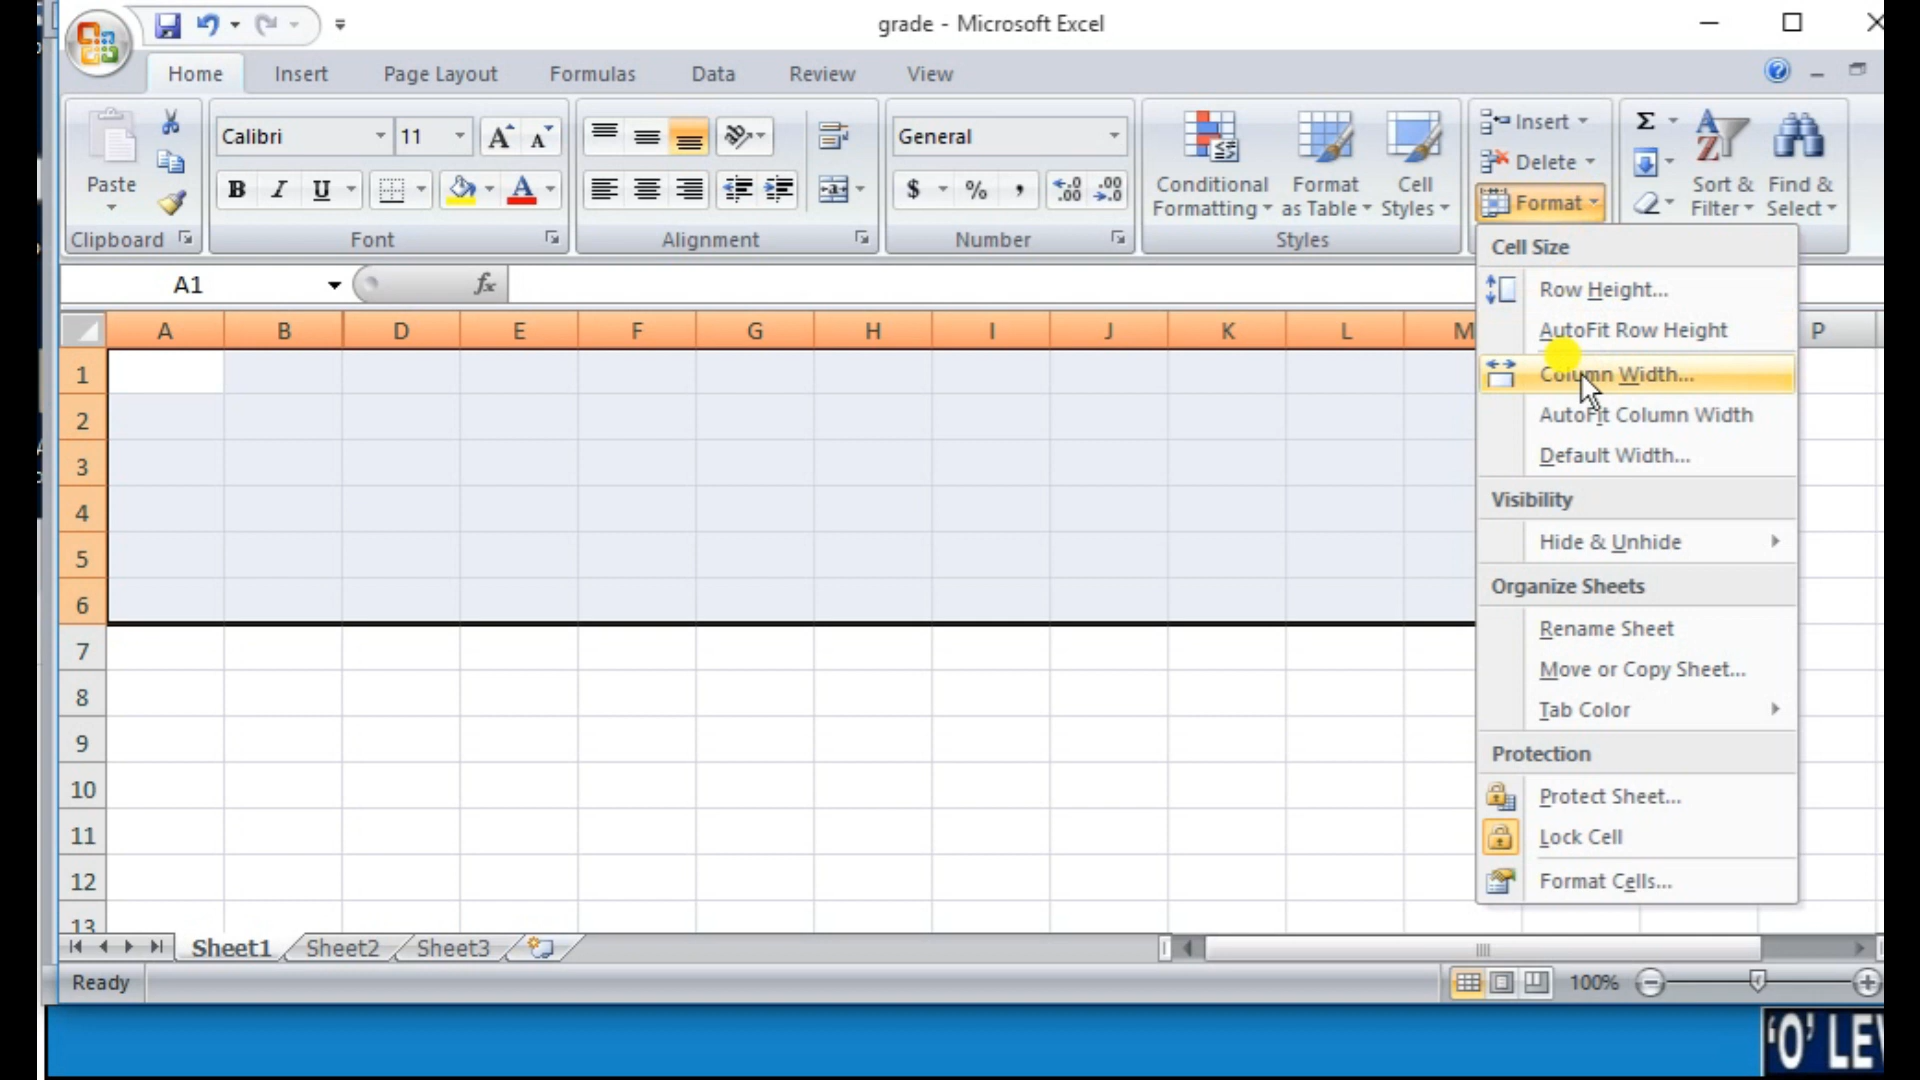 grade - Microsoft Excel
Home Insert Page Layout Formulas Data Review View
Paste
Clipboard
Calibri 11
B I U
Font
Alignment
General
$ % ,
Number
Conditional Formatting
Format as Table
Cell Styles
Styles
Insert
Delete
Format
Σ
Sort & Filter
Find & Select
A1 fx
A B D E F G H I J K L M P
1
2
3
4
5
6
7
8
9
10
11
12
13
Cell Size
Row Height...
AutoFit Row Height
Column Width...
AutoFit Column Width
Default Width...
Visibility
Hide & Unhide
Organize Sheets
Rename Sheet
Move or Copy Sheet...
Tab Color
Protection
Protect Sheet...
Lock Cell
Format Cells...
Sheet1 Sheet2 Sheet3
Ready 100%
'O' LE